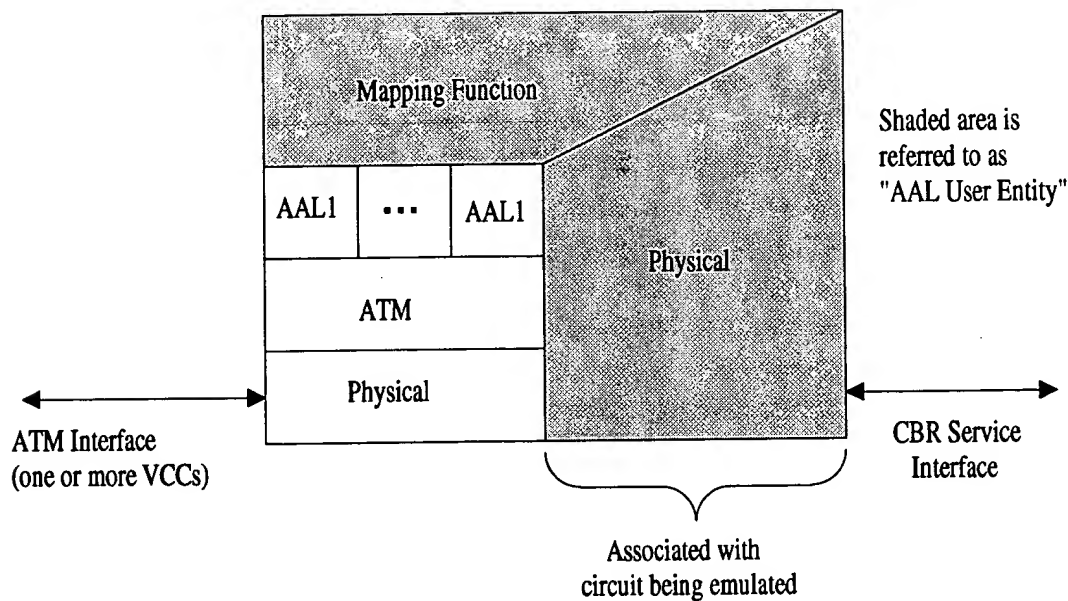 Mapping Function
Shaded area is
referred to as
"AAL User Entity"
AAL1
...
AAL1
Physical
ATM
Physical
ATM Interface
(one or more VCCs)
CBR Service
Interface
Associated with
circuit being emulated